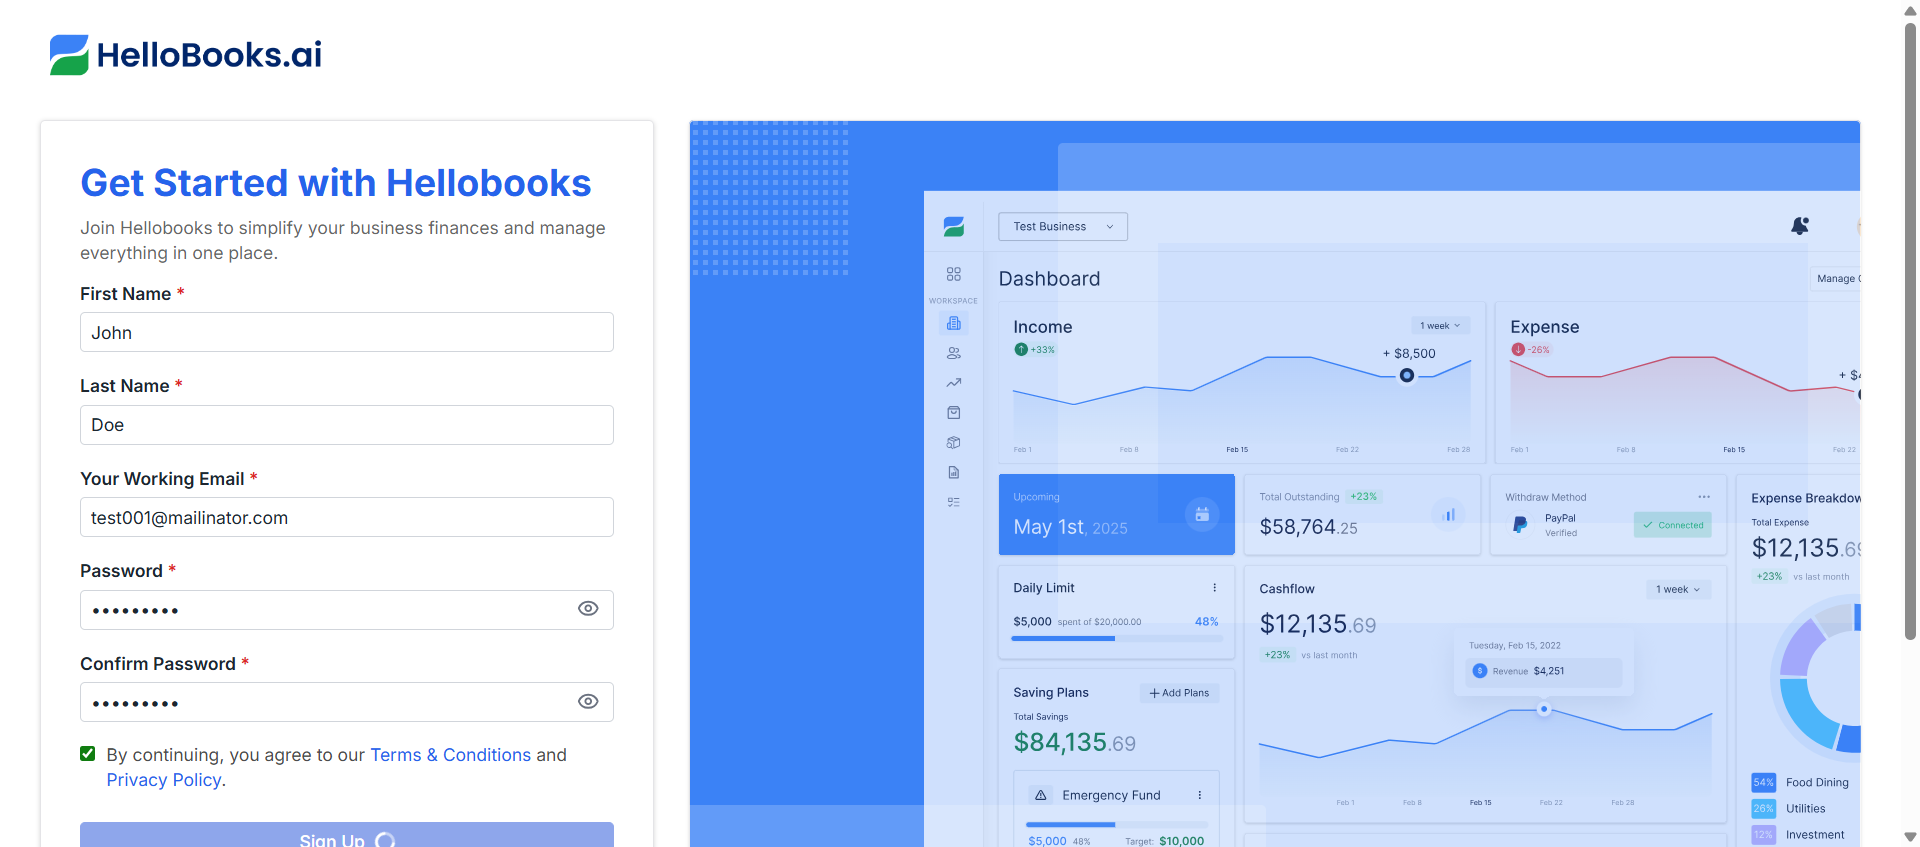 HelloBooks.ai
Get Started with Hellobooks
Join Hellobooks to simplify your business finances and manage
everything in one place.
First Name *
John
Last Name *
Doe
Your Working Email *
test001@mailinator.com
Password *
•••••••••
Confirm Password *
•••••••••
By continuing, you agree to our Terms & Conditions and
Privacy Policy.
Sign Up
Test Business
Dashboard
Manage
WORKSPACE
Income
1 week
+33%
+ $8,500
Feb 1 Feb 8 Feb 15 Feb 22 Feb 28
Expense
-26%
Feb 1 Feb 8 Feb 15 Feb 22
Upcoming
May 1st, 2025
Total Outstanding +23%
$58,764.25
Withdraw Method
PayPal
Verified
Connected
Expense Breakdow
Total Expense
$12,135.69
+23% vs last month
Daily Limit
$5,000 spent of $20,000.00 48%
Cashflow
1 week
$12,135.69
+23% vs last month
Tuesday, Feb 15, 2022
Revenue $4,251
Feb 1 Feb 8 Feb 15 Feb 22 Feb 28
Saving Plans
+ Add Plans
Total Savings
$84,135.69
Emergency Fund
$5,000 48% Target: $10,000
54% Food Dining
26% Utilities
12% Investment